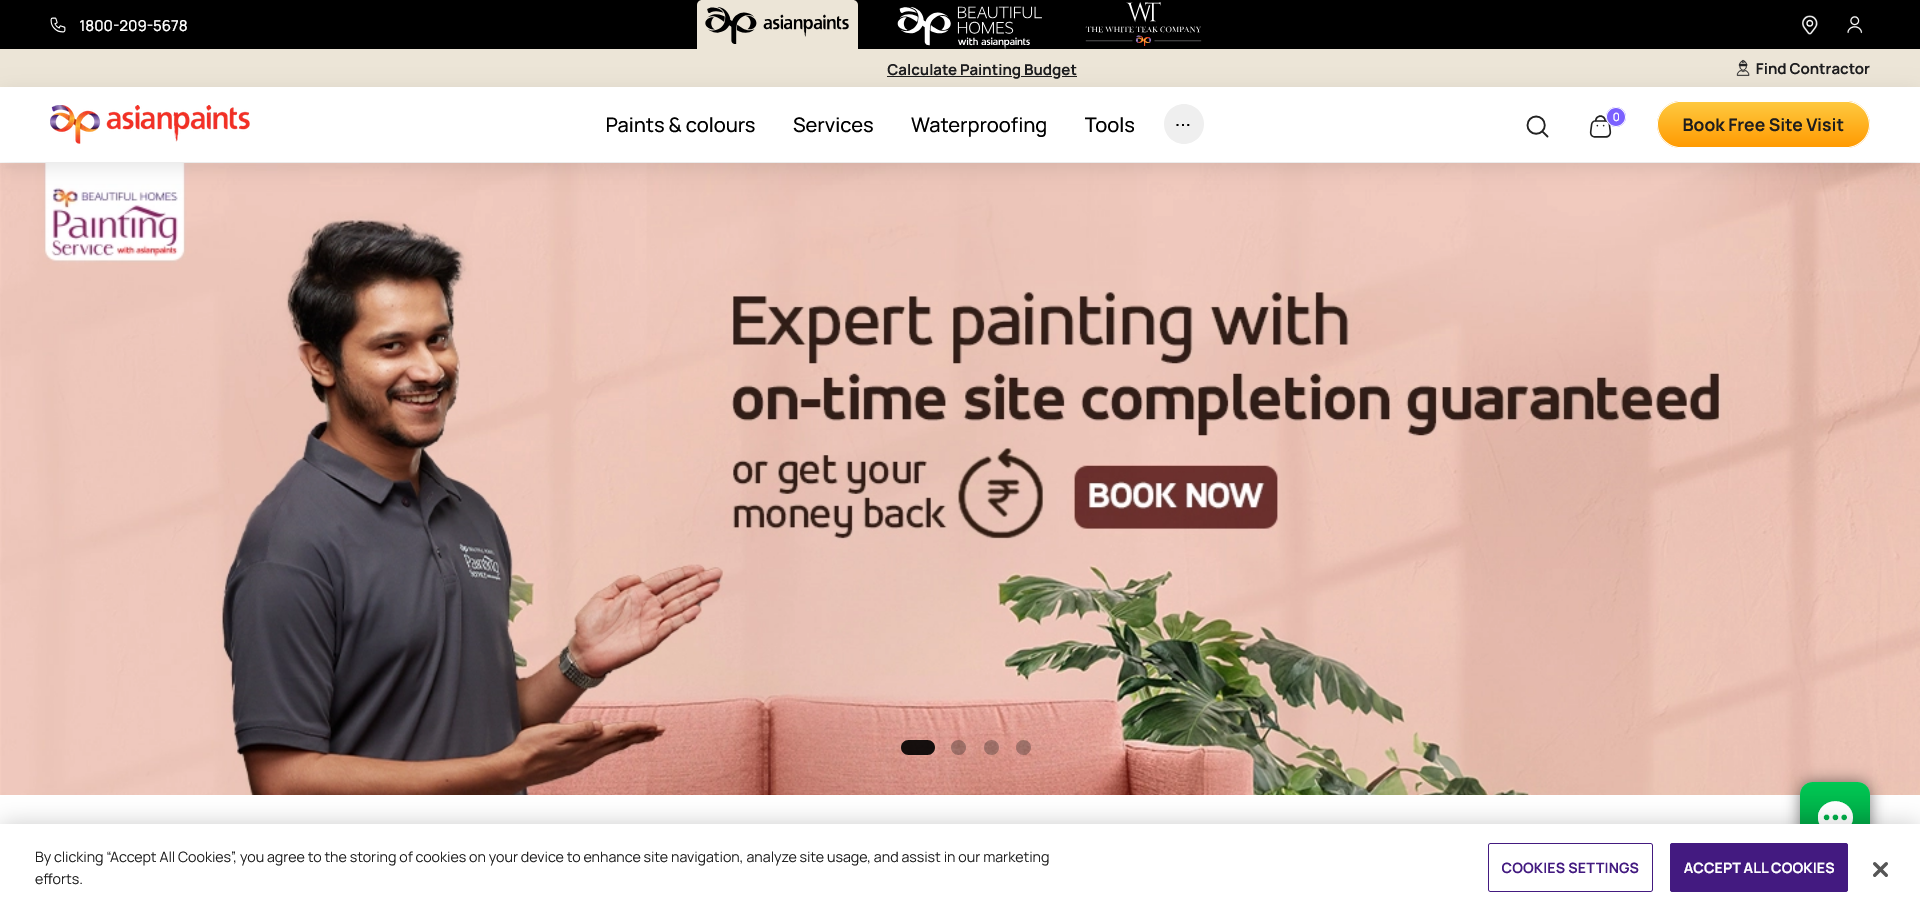 1800-209-5678
asianpaints
BEAUTIFUL
HOMES
with asianpaints
WT
THE WHITE TEAK COMPANY
Calculate Painting Budget
Find Contractor
asianpaints
Paints & colours
Services
Waterproofing
Tools
...
0
Book Free Site Visit
BEAUTIFUL HOMES
Painting
Service with asianpaints
Expert painting with
on-time site completion guaranteed
or get your
money back
₹
BOOK NOW
Painting
By clicking “Accept All Cookies”, you agree to the storing of cookies on your device to enhance site navigation, analyze site usage, and assist in our marketing
efforts.
COOKIES SETTINGS
ACCEPT ALL COOKIES